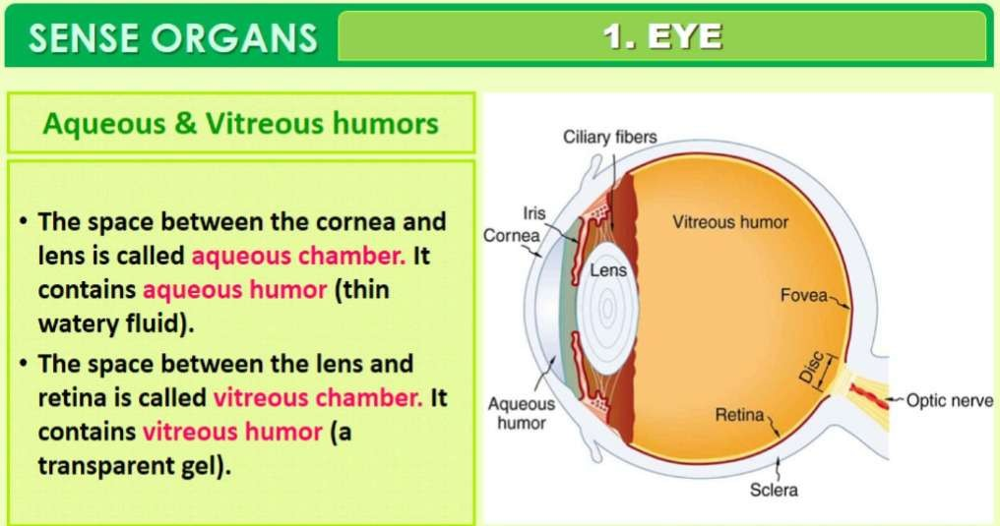 SENSE ORGANS
1. EYE
Aqueous & Vitreous humors
• The space between the cornea and
lens is called aqueous chamber. It
contains aqueous humor (thin
watery fluid).
• The space between the lens and
retina is called vitreous chamber. It
contains vitreous humor (a
transparent gel).
Ciliary fibers
Iris
Cornea
Vitreous humor
Lens
Fovea
Disc
Aqueous
humor
Retina
Optic nerve
Sclera